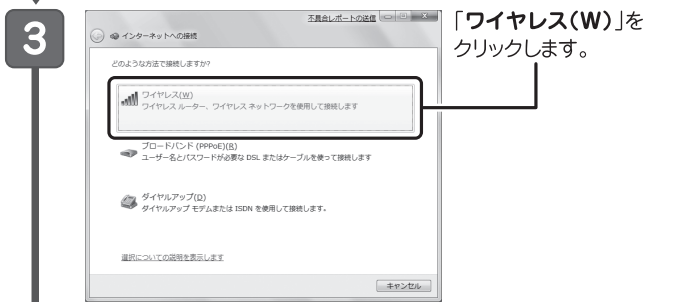 3
不具合レポートの送信
インターネットへの接続
どのような方法で接続しますか?
ワイヤレス(W)
ワイヤレス ルーター、ワイヤレス ネットワークを使用して接続します
ブロードバンド (PPPoE)(R)
ユーザー名とパスワードが必要な DSL またはケーブルを使って接続します
ダイヤルアップ(D)
ダイヤルアップ モデムまたは ISDN を使用して接続します。
選択についての説明を表示します
キャンセル
「ワイヤレス(W)」を
クリックします。